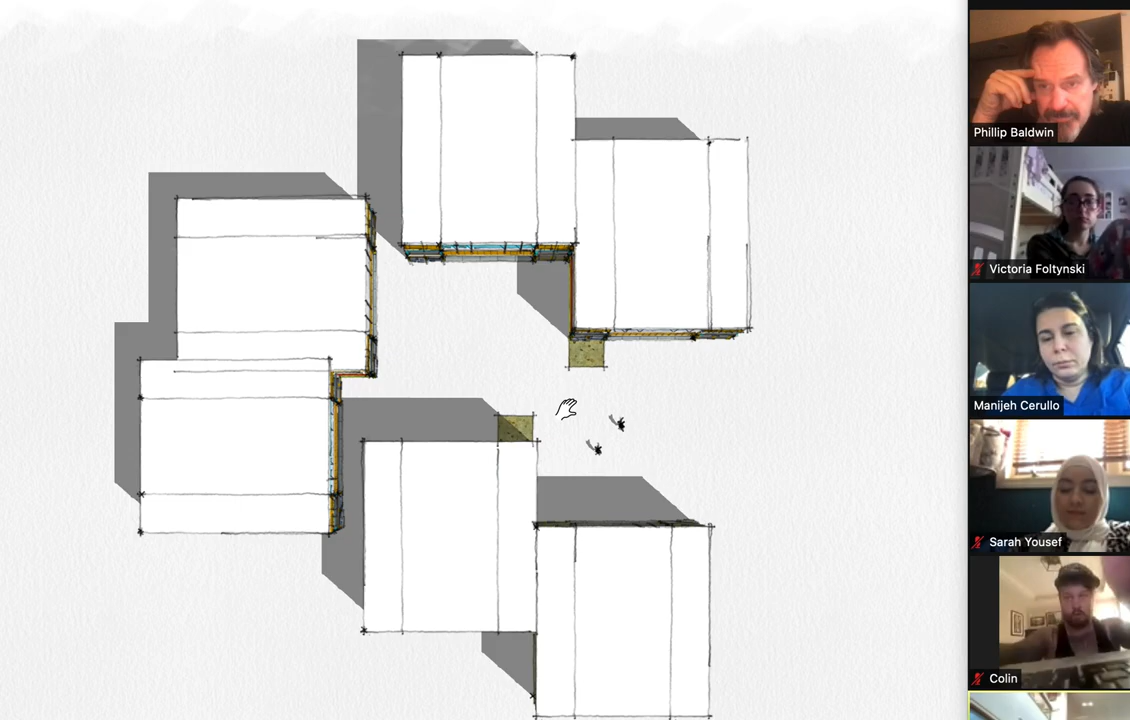 Phillip Baldwin
Victoria Foltynski
Manijeh Cerullo
Sarah Yousef
Colin